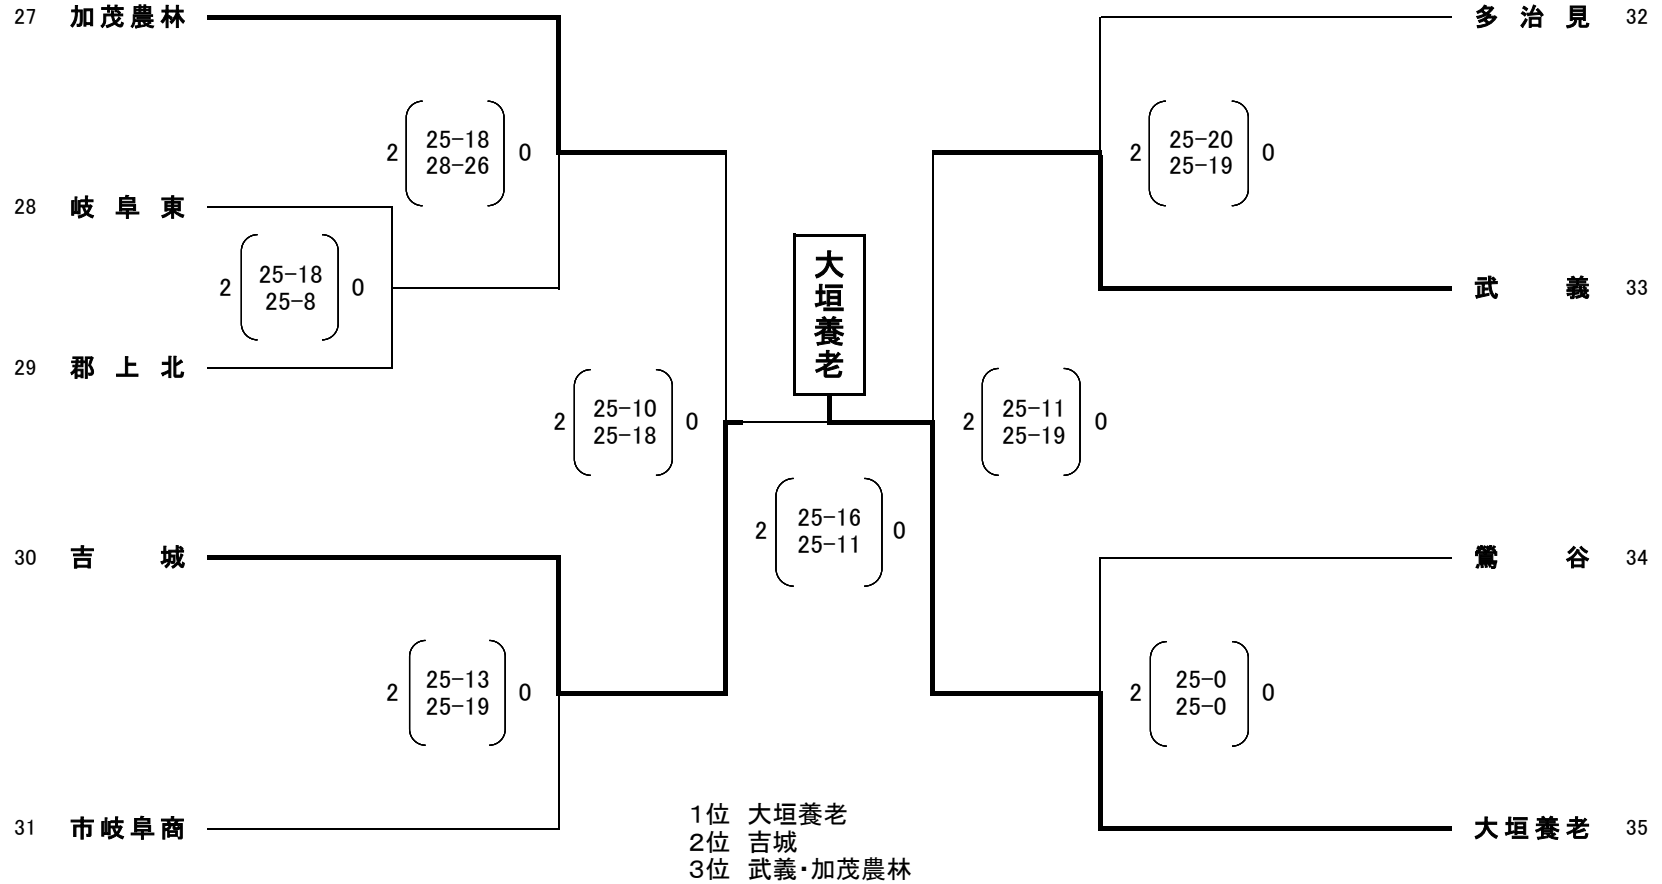 27 加茂農林
多治見 32
2 25-18 0
28-26
2 25-20 0
25-19
28 岐阜東
2 25-18 0
25-8
大垣養老
武義 33
29 郡上北
2 25-10 0
25-18
2 25-11 0
25-19
2 25-16 0
25-11
30 吉城
鶯谷 34
2 25-13 0
25-19
2 25-0 0
25-0
31 市岐阜商
大垣養老 35
1位 大垣養老
2位 吉城
3位 武義・加茂農林